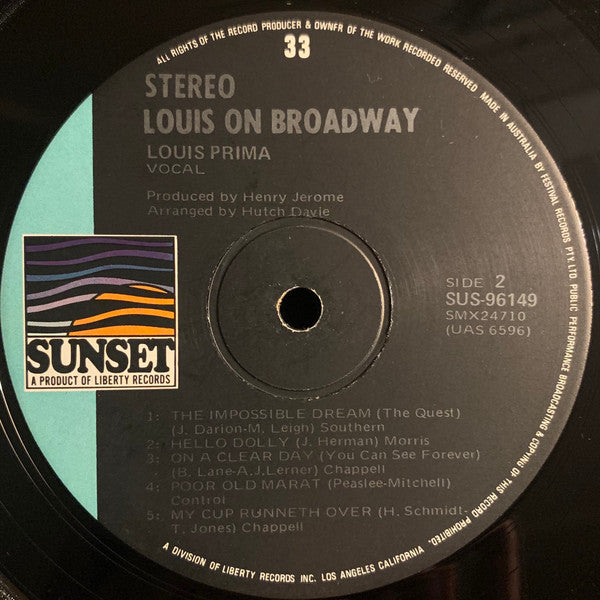 ALL RIGHTS OF THE RECORD PRODUCER & OWNER OF THE WORK RECORDED RESERVED MADE IN AUSTRALIA BY FESTIVAL RECORDS PTY. LTD. PUBLIC PERFORMANCE BROADCASTING & COPYING OF THIS RECORD PROHIBITED.
33
STEREO
LOUIS ON BROADWAY
LOUIS PRIMA
VOCAL
Produced by Henry Jerome
Arranged by Hutch Davie
SIDE 2
SUS-96149
SMX24710
(UAS 6596)
SUNSET
A PRODUCT OF LIBERTY RECORDS
1: THE IMPOSSIBLE DREAM (The Quest)
(J. Darion-M. Leigh) Southern
2: HELLO DOLLY (J. Herman) Morris
3: ON A CLEAR DAY (You Can See Forever)
(B. Lane-A.J.Lerner) Chappell
4: POOR OLD MARAT (Peaslee-Mitchell)
Control
5: MY CUP RUNNETH OVER (H. Schmidt-
T. Jones) Chappell
A DIVISION OF LIBERTY RECORDS INC. LOS ANGELES CALIFORNIA.